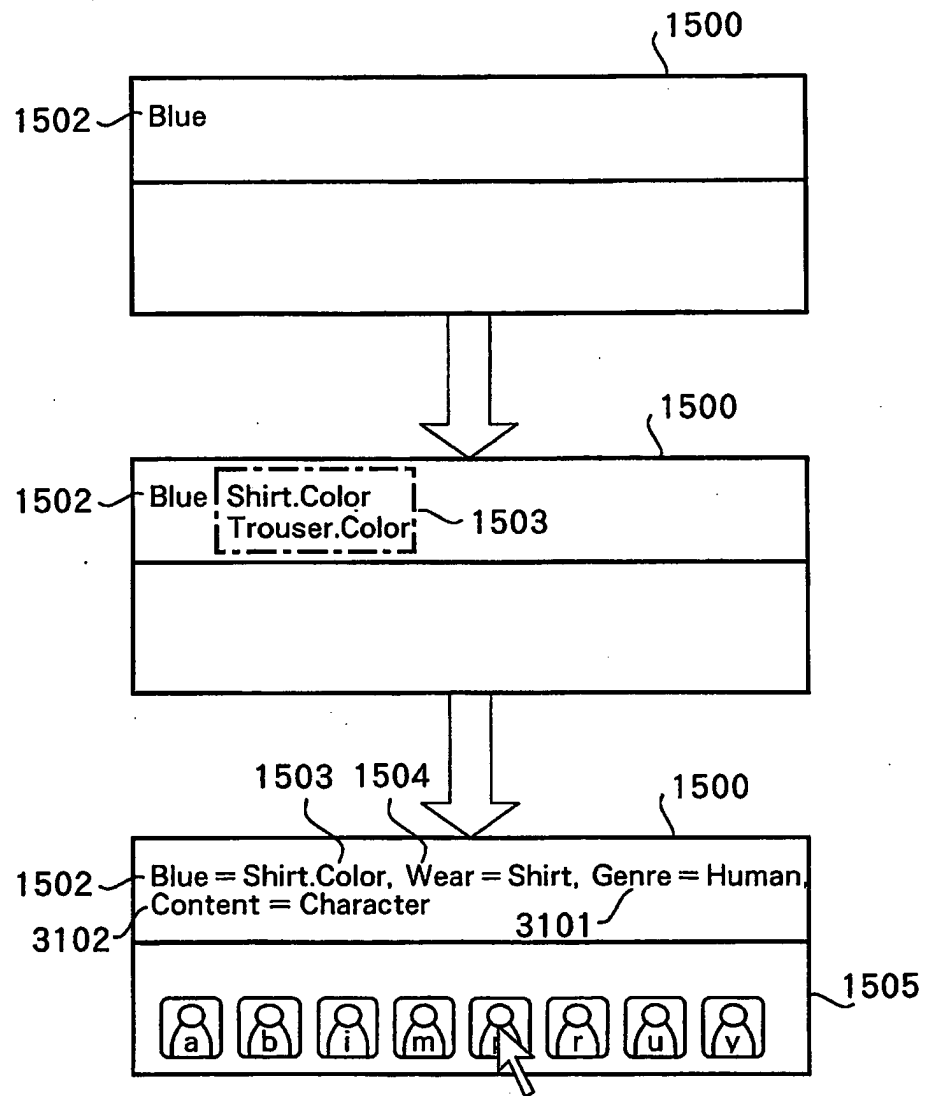 1500
1502 Blue
1500
1502 Blue Shirt.Color
Trouser.Color 1503
1503 1504 1500
1502 Blue = Shirt.Color, Wear = Shirt, Genre = Human,
3102 Content = Character 3101
1505
a b i m r u y